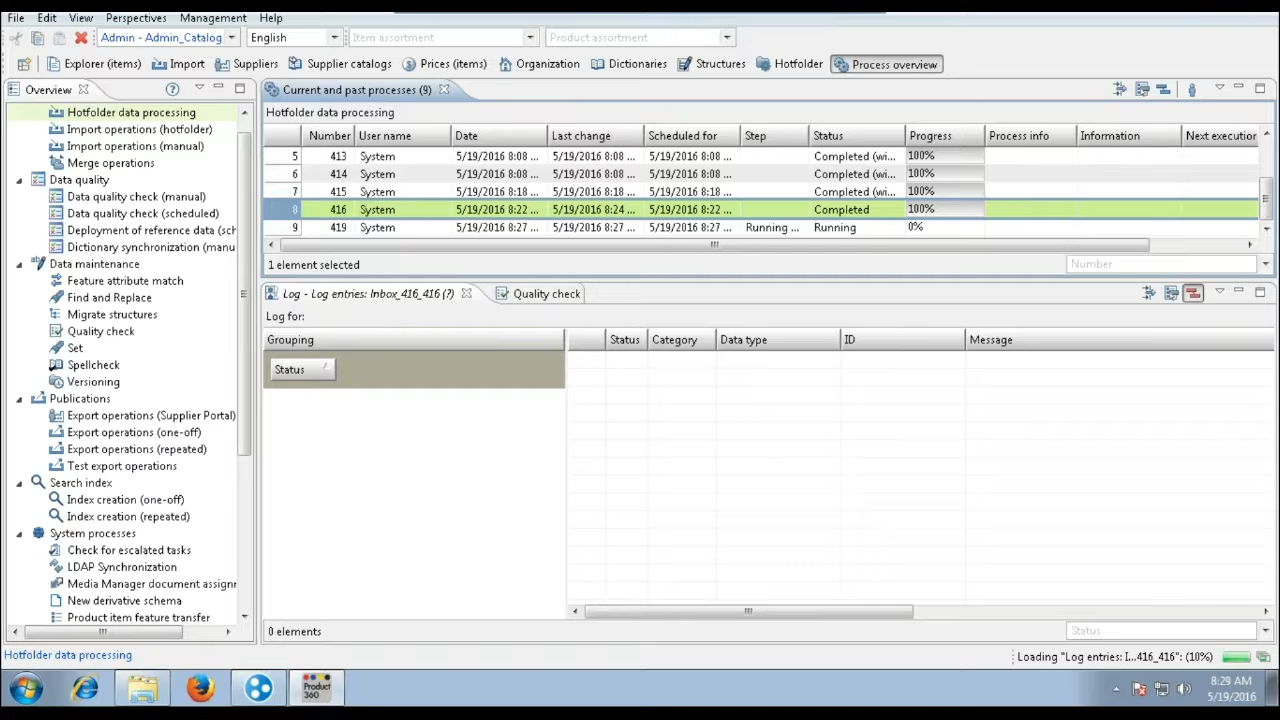 File Edit View Perspectives Management Help
Admin - Admin_Catalog English Item assortment Product assortment
Explorer (items) Import Suppliers Supplier catalogs Prices (items) Organization Dictionaries Structures Hotfolder Process overview
Overview
Hotfolder data processing
Import operations (hotfolder)
Import operations (manual)
Merge operations
Data quality
Data quality check (manual)
Data quality check (scheduled)
Deployment of reference data (sch
Dictionary synchronization (manu
Data maintenance
Feature attribute match
Find and Replace
Migrate structures
Quality check
Set
Spellcheck
Versioning
Publications
Export operations (Supplier Portal)
Export operations (one-off)
Export operations (repeated)
Test export operations
Search index
Index creation (one-off)
Index creation (repeated)
System processes
Check for escalated tasks
LDAP Synchronization
Media Manager document assignr
New derivative schema
Product item feature transfer
Current and past processes (9)
Hotfolder data processing
Number User name Date Last change Scheduled for Step Status Progress Process info Information Next execution
5 413 System 5/19/2016 8:08 ... 5/19/2016 8:08 ... 5/19/2016 8:08 ... Completed (wi... 100%
6 414 System 5/19/2016 8:08 ... 5/19/2016 8:08 ... 5/19/2016 8:08 ... Completed (wi... 100%
7 415 System 5/19/2016 8:18 ... 5/19/2016 8:18 ... 5/19/2016 8:18 ... Completed (wi... 100%
8 416 System 5/19/2016 8:22 ... 5/19/2016 8:24 ... 5/19/2016 8:22 ... Completed 100%
9 419 System 5/19/2016 8:27 ... 5/19/2016 8:27 ... 5/19/2016 8:27 ... Running ... Running 0%
1 element selected Number
Log - Log entries: Inbox_416_416 (?) Quality check
Log for:
Grouping Status Category Data type ID Message
Status
0 elements Status
Hotfolder data processing Loading "Log entries: I...416_416": (10%)
Product 360
8:29 AM
5/19/2016